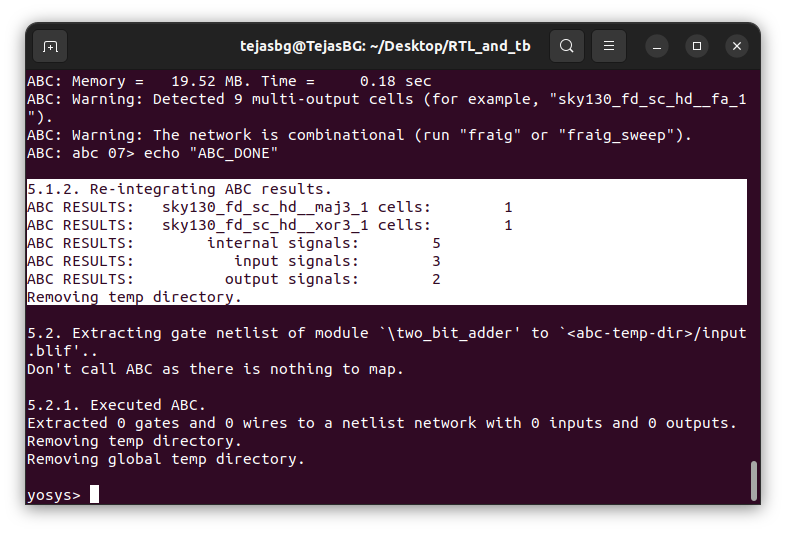 tejasbg@TejasBG: ~/Desktop/RTL_and_tb
ABC: Memory =   19.52 MB. Time =     0.18 sec
ABC: Warning: Detected 9 multi-output cells (for example, "sky130_fd_sc_hd__fa_1
").
ABC: Warning: The network is combinational (run "fraig" or "fraig_sweep").
ABC: abc 07> echo "ABC_DONE"
5.1.2. Re-integrating ABC results.
ABC RESULTS:   sky130_fd_sc_hd__maj3_1 cells:        1
ABC RESULTS:   sky130_fd_sc_hd__xor3_1 cells:        1
ABC RESULTS:        internal signals:        5
ABC RESULTS:           input signals:        3
ABC RESULTS:          output signals:        2
Removing temp directory.
5.2. Extracting gate netlist of module `\two_bit_adder' to `<abc-temp-dir>/input
.blif'..
Don't call ABC as there is nothing to map.
5.2.1. Executed ABC.
Extracted 0 gates and 0 wires to a netlist network with 0 inputs and 0 outputs.
Removing temp directory.
Removing global temp directory.
yosys>